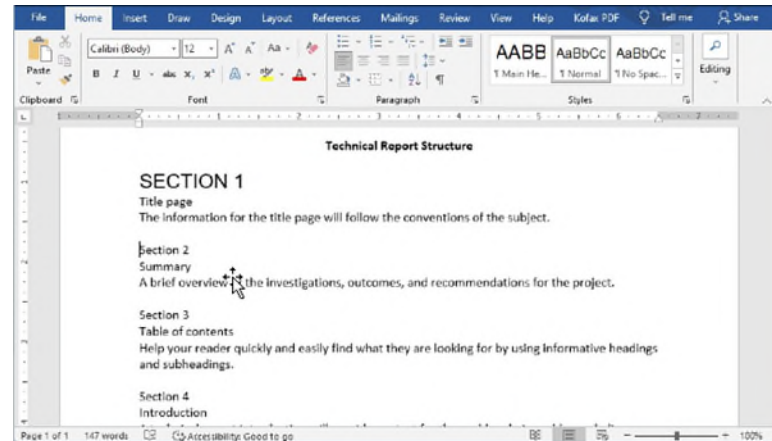 File Home Insert Draw Design Layout References Mailings Review View Help Kofax PDF Tell me Share
Calibri (Body) 12 A A Aa
Paste B I U abc x, x² A A
AABB AaBbCc AaBbCc
¶ Main He... ¶ Normal ¶ No Spac...
Editing
Clipboard Font Paragraph Styles
Technical Report Structure
SECTION 1
Title page
The information for the title page will follow the conventions of the subject.
Section 2
Summary
A brief overview the investigations, outcomes, and recommendations for the project.
Section 3
Table of contents
Help your reader quickly and easily find what they are looking for by using informative headings
and subheadings.
Section 4
Introduction
Page 1 of 1 147 words Accessibility: Good to go 100%